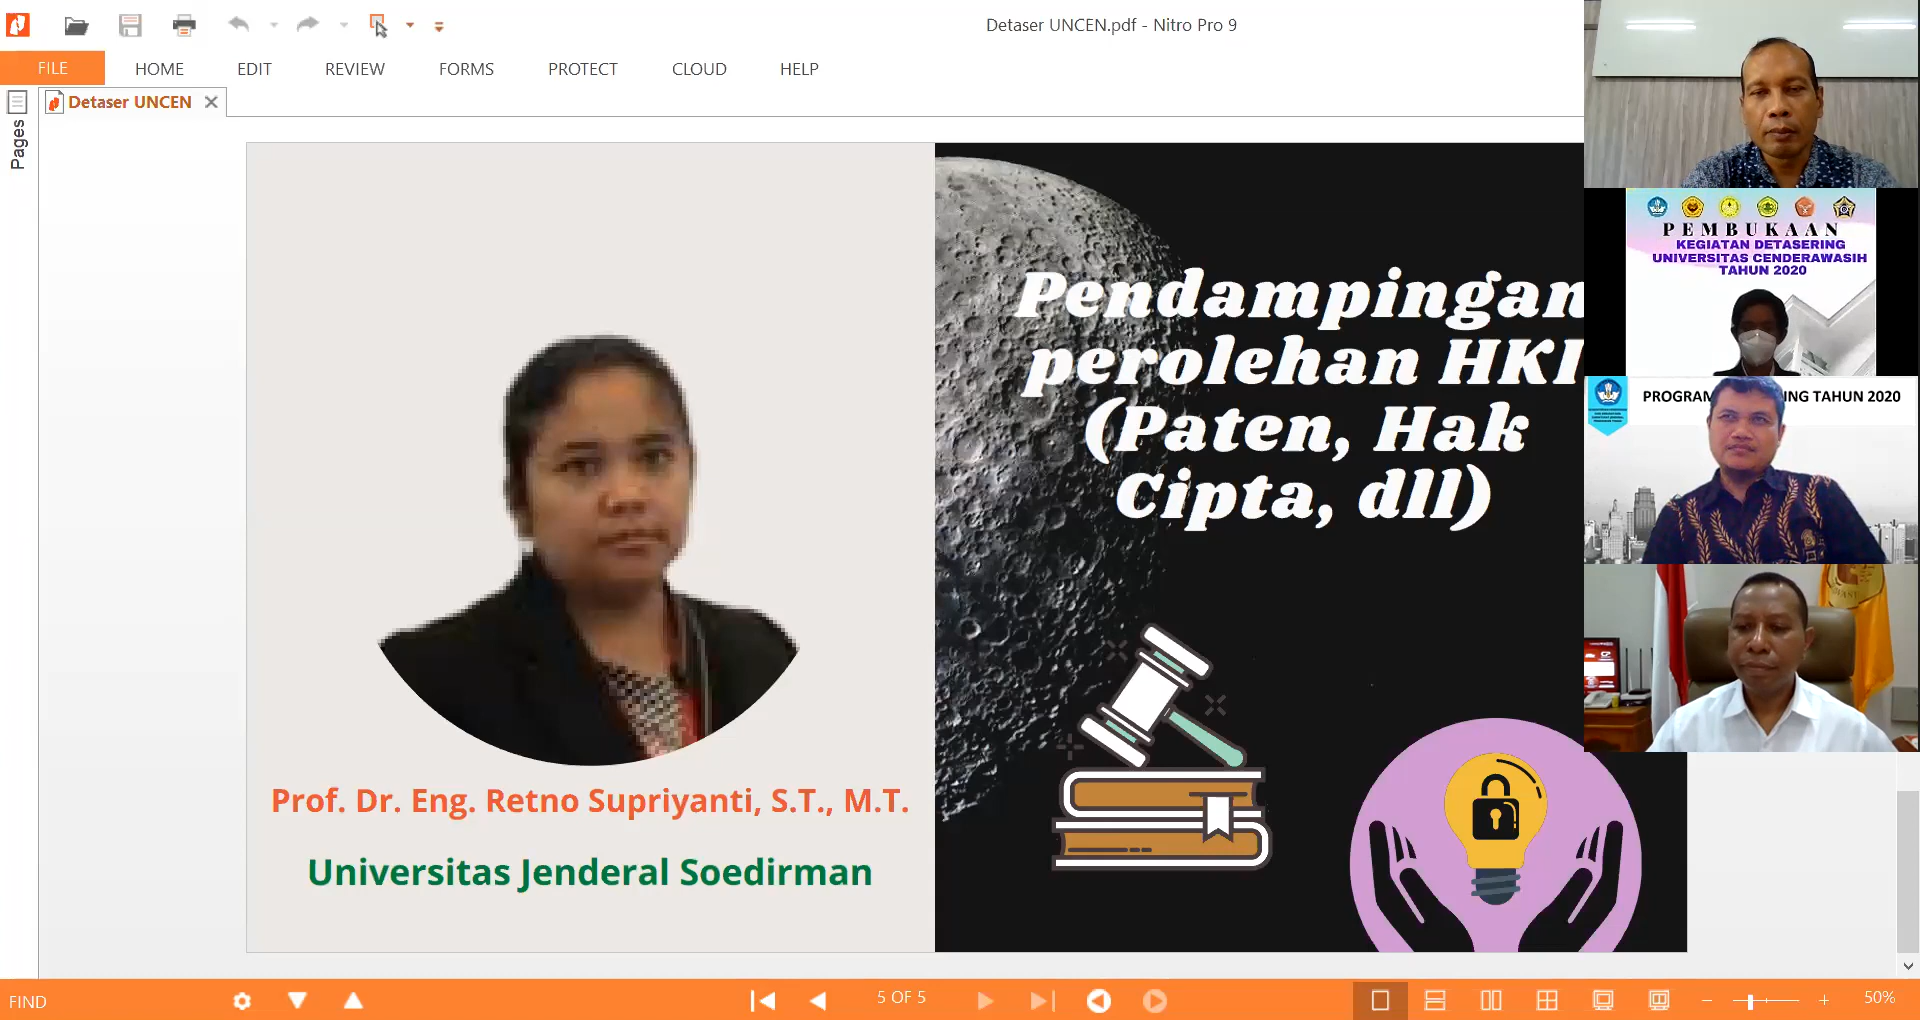 Detaser UNCEN.pdf - Nitro Pro 9
FILE
HOME
EDIT
REVIEW
FORMS
PROTECT
CLOUD
HELP
Detaser UNCEN
Pages
Prof. Dr. Eng. Retno Supriyanti, S.T., M.T.
Universitas Jenderal Soedirman
Pendampingan
perolehan HKI
(Paten, Hak
Cipta, dll)
PEMBUKAAN
KEGIATAN DETASERING
UNIVERSITAS CENDERAWASIH
TAHUN 2020
PROGRAM ING TAHUN 2020
FIND
5 OF 5
50%